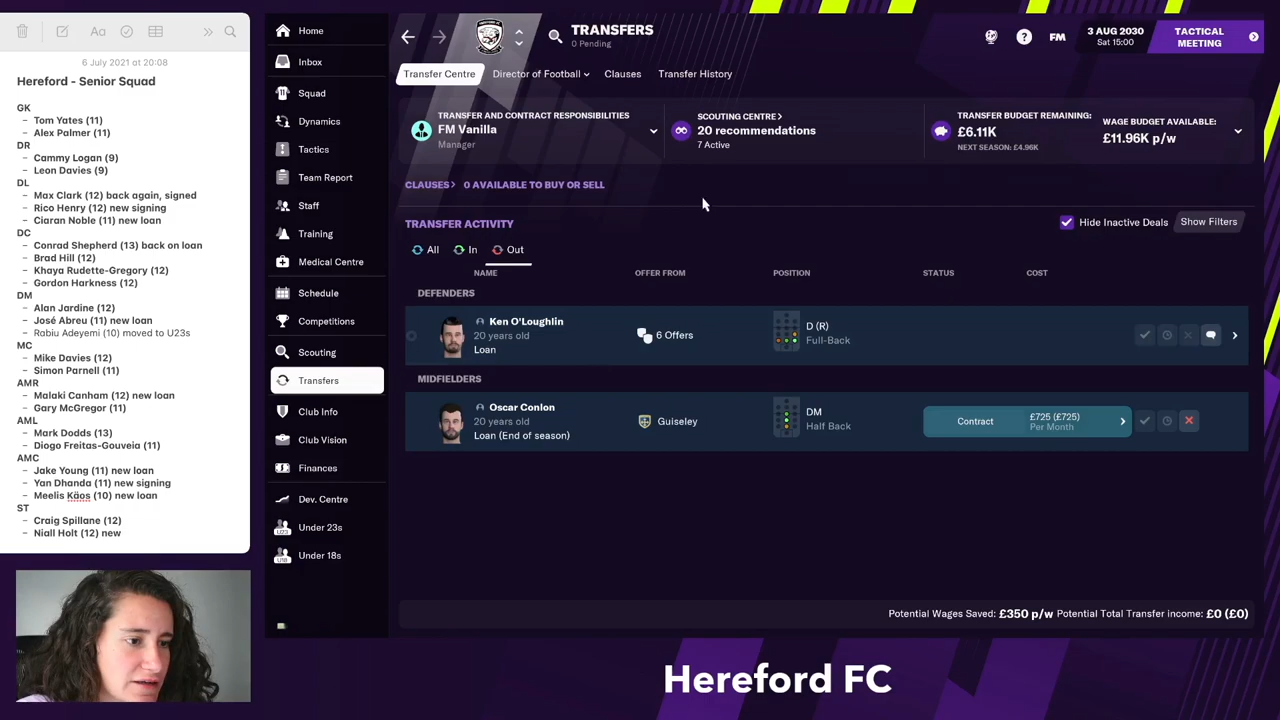 Aa
6 July 2021 at 20:08
Hereford - Senior Squad
GK
– Tom Yates (11)
– Alex Palmer (11)
DR
– Cammy Logan (9)
– Leon Davies (9)
DL
– Max Clark (12) back again, signed
– Rico Henry (12) new signing
– Ciaran Noble (11) new loan
DC
– Conrad Shepherd (13) back on loan
– Brad Hill (12)
– Khaya Rudette-Gregory (12)
– Gordon Harkness (12)
DM
– Alan Jardine (12)
– José Abreu (11) new loan
– Rabiu Adeyemi (10) moved to U23s
MC
– Mike Davies (12)
– Simon Parnell (11)
AMR
– Malaki Canham (12) new loan
– Gary McGregor (11)
AML
– Mark Dodds (13)
– Diogo Freitas-Gouveia (11)
AMC
– Jake Young (11) new loan
– Yan Dhanda (11) new signing
– Meelis Käos (10) new loan
ST
– Craig Spillane (12)
– Niall Holt (12) new
Home
Inbox
Squad
Dynamics
Tactics
Team Report
Staff
Training
Medical Centre
Schedule
Competitions
Scouting
Transfers
Club Info
Club Vision
Finances
Dev. Centre
Under 23s
Under 18s
TRANSFERS
0 Pending
FM
3 AUG 2030
Sat 15:00
TACTICAL
MEETING
Transfer Centre
Director of Football
Clauses
Transfer History
TRANSFER AND CONTRACT RESPONSIBILITIES
FM Vanilla
Manager
SCOUTING CENTRE >
20 recommendations
7 Active
TRANSFER BUDGET REMAINING:
£6.11K
NEXT SEASON: £4.96K
WAGE BUDGET AVAILABLE:
£11.96K p/w
CLAUSES > 0 AVAILABLE TO BUY OR SELL
TRANSFER ACTIVITY
Hide Inactive Deals
Show Filters
All In Out
NAME OFFER FROM POSITION STATUS COST
DEFENDERS
Ken O'Loughlin
20 years old
Loan
6 Offers
D (R)
Full-Back
MIDFIELDERS
Oscar Conlon
20 years old
Loan (End of season)
Guiseley
DM
Half Back
Contract
£725 (£725)
Per Month
Potential Wages Saved: £350 p/w Potential Total Transfer income: £0 (£0)
Hereford FC